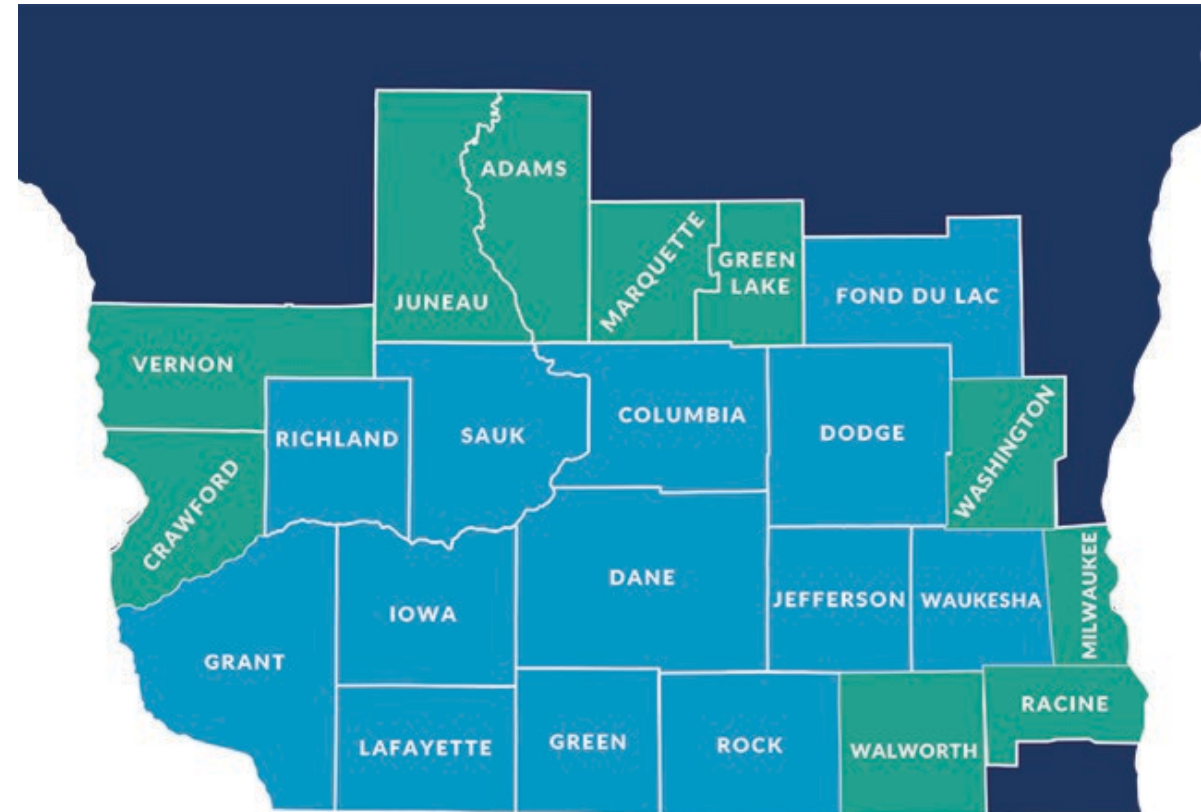 ADAMS
MARQUETTE
GREEN
LAKE
JUNEAU
FOND DU LAC
VERNON
RICHLAND
SAUK
COLUMBIA
DODGE
WASHINGTON
CRAWFORD
DANE
JEFFERSON
WAUKESHA
MILWAUKEE
IOWA
GRANT
LAFAYETTE
GREEN
ROCK
WALWORTH
RACINE